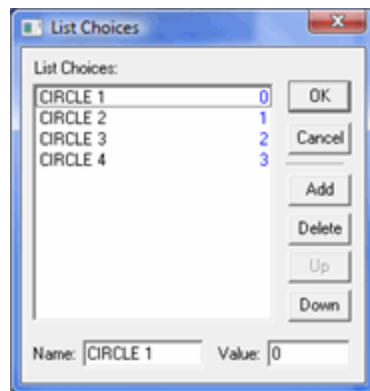 List Choices
List Choices:
CIRCLE 1 0
CIRCLE 2 1
CIRCLE 3 2
CIRCLE 4 3
OK
Cancel
Add
Delete
Up
Down
Name: CIRCLE 1 Value: 0